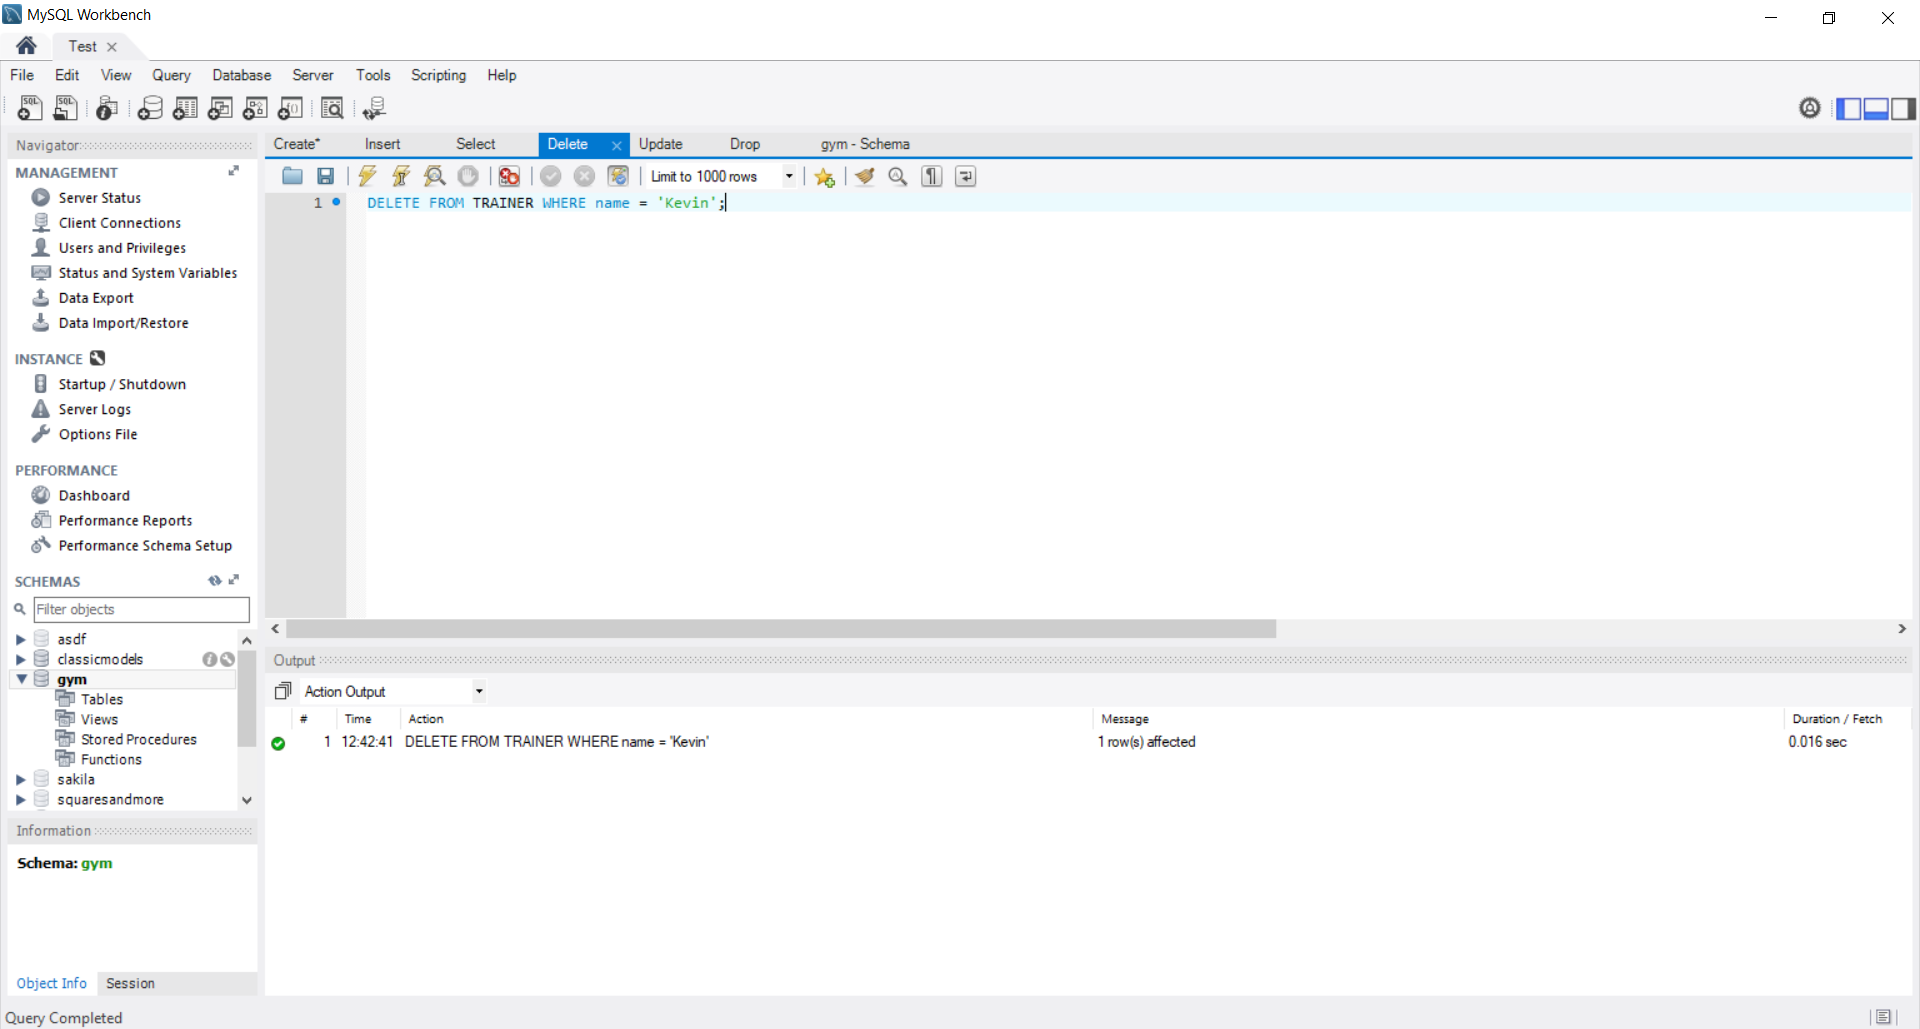 MySQL Workbench
Test
File Edit View Query Database Server Tools Scripting Help
Navigator
MANAGEMENT
Server Status
Client Connections
Users and Privileges
Status and System Variables
Data Export
Data Import/Restore
INSTANCE
Startup / Shutdown
Server Logs
Options File
PERFORMANCE
Dashboard
Performance Reports
Performance Schema Setup
SCHEMAS
Filter objects
asdf
classicmodels
gym
Tables
Views
Stored Procedures
Functions
sakila
squaresandmore
Information
Schema: gym
Object Info Session
Create* Insert Select Delete Update Drop gym - Schema
Limit to 1000 rows
1 DELETE FROM TRAINER WHERE name = 'Kevin';
Output
Action Output
# Time Action Message Duration / Fetch
1 12:42:41 DELETE FROM TRAINER WHERE name = 'Kevin' 1 row(s) affected 0.016 sec
Query Completed